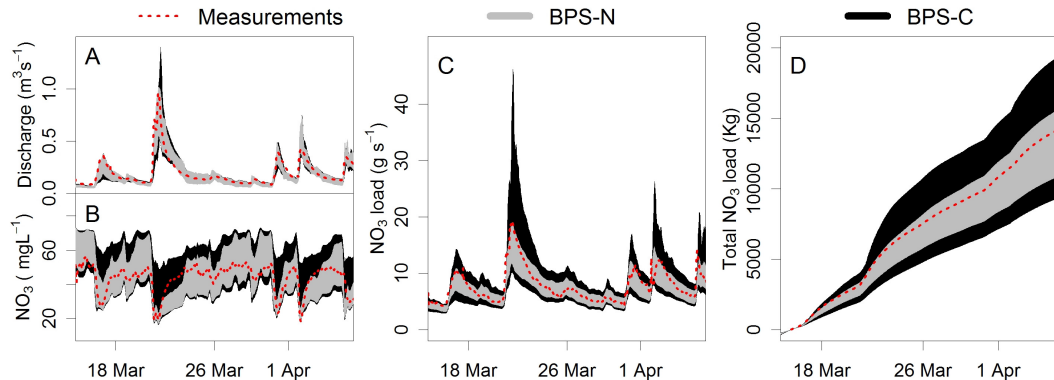 Measurements BPS-N BPS-C
A
Discharge (m³s⁻¹)
0.0 0.5 1.0
B
NO₃ ( mgL⁻¹)
20 60
18 Mar 26 Mar 1 Apr
C
NO₃ load (g s⁻¹)
0 10 20 30 40
18 Mar 26 Mar 1 Apr
D
Total NO₃ load (Kg)
0 5000 10000 15000 20000
18 Mar 26 Mar 1 Apr